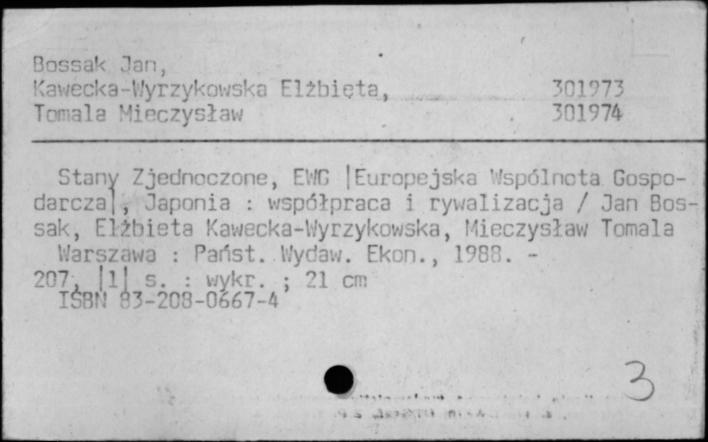 Bossak Jan,
Kawecka-Wyrzykowska Elżbieta, 301973
Tomala Mieczysław 301974
Stany Zjednoczone, EWG |Europejska Wspólnota Gospo-
darcza|, Japonia : współpraca i rywalizacja / Jan Bos-
sak, Elżbieta Kawecka-Wyrzykowska, Mieczysław Tomala
Warszawa : Państ. Wydaw. Ekon., 1988. -
207, |1| s. : wykr. ; 21 cm
ISBN 83-208-0667-4
3